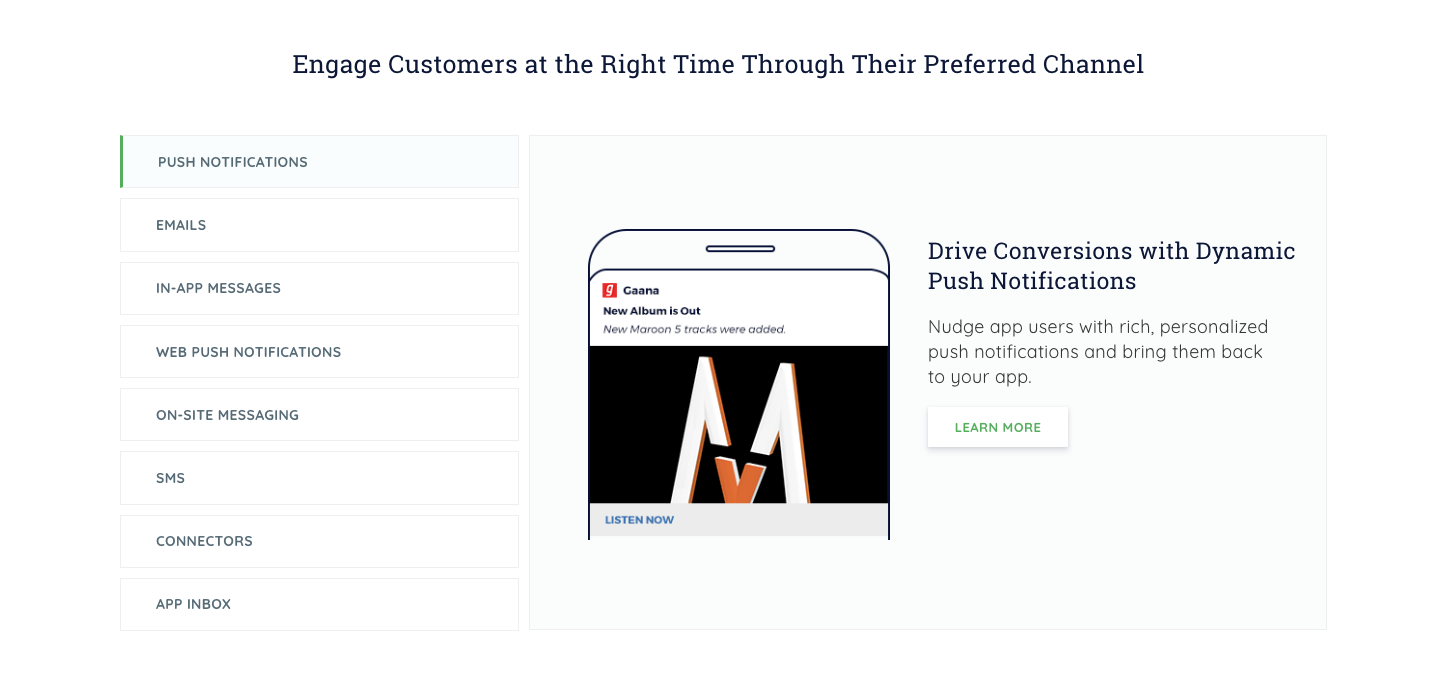 Engage Customers at the Right Time Through Their Preferred Channel
PUSH NOTIFICATIONS
EMAILS
IN-APP MESSAGES
WEB PUSH NOTIFICATIONS
ON-SITE MESSAGING
SMS
CONNECTORS
APP INBOX
g Gaana
New Album is Out
New Maroon 5 tracks were added.
LISTEN NOW
Drive Conversions with Dynamic
Push Notifications
Nudge app users with rich, personalized
push notifications and bring them back
to your app.
LEARN MORE